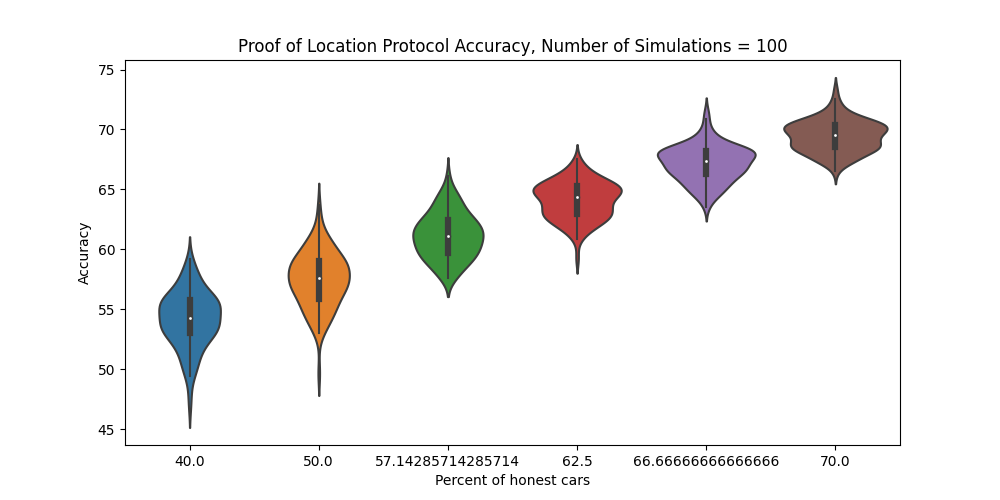 Proof of Location Protocol Accuracy, Number of Simulations = 100
75
70
65
60
55
50
45
Accuracy
40.0 50.0 57.14285714285714 62.5 66.66666666666666 70.0
Percent of honest cars